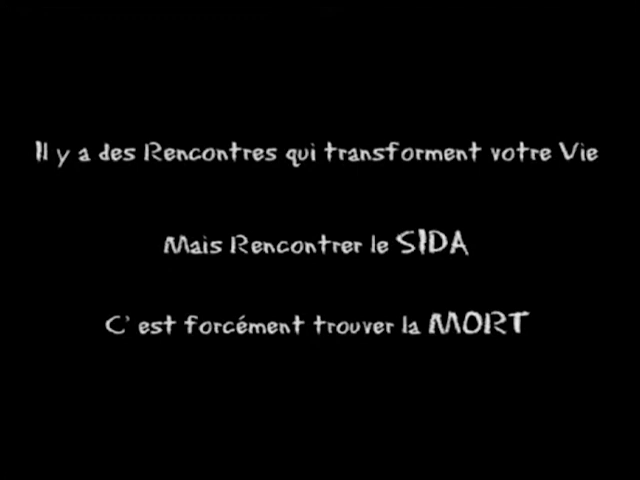 Il y a des Rencontres qui transforment votre Vie
Mais Rencontrer le SIDA
C' est forcément trouver la MORT